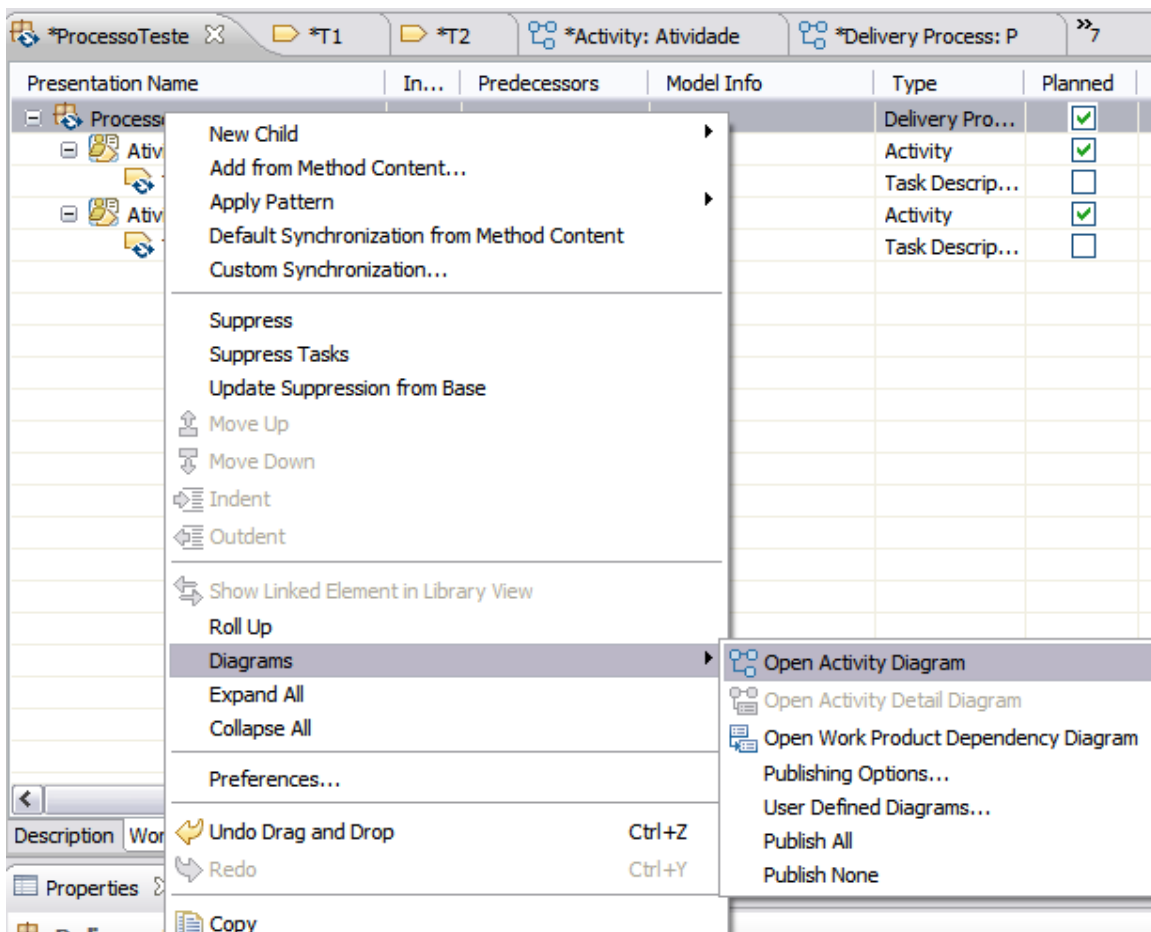 *ProcessoTeste *T1 *T2 *Activity: Atividade *Delivery Process: P »7
Presentation Name In... Predecessors Model Info Type Planned
Process Delivery Pro...
Ativi Activity
Task Descrip...
Ativi Activity
Task Descrip...
New Child
Add from Method Content...
Apply Pattern
Default Synchronization from Method Content
Custom Synchronization...
Suppress
Suppress Tasks
Update Suppression from Base
Move Up
Move Down
Indent
Outdent
Show Linked Element in Library View
Roll Up
Diagrams
Expand All
Collapse All
Preferences...
Undo Drag and Drop Ctrl+Z
Redo Ctrl+Y
Copy
Open Activity Diagram
Open Activity Detail Diagram
Open Work Product Dependency Diagram
Publishing Options...
User Defined Diagrams...
Publish All
Publish None
Description Wor
Properties